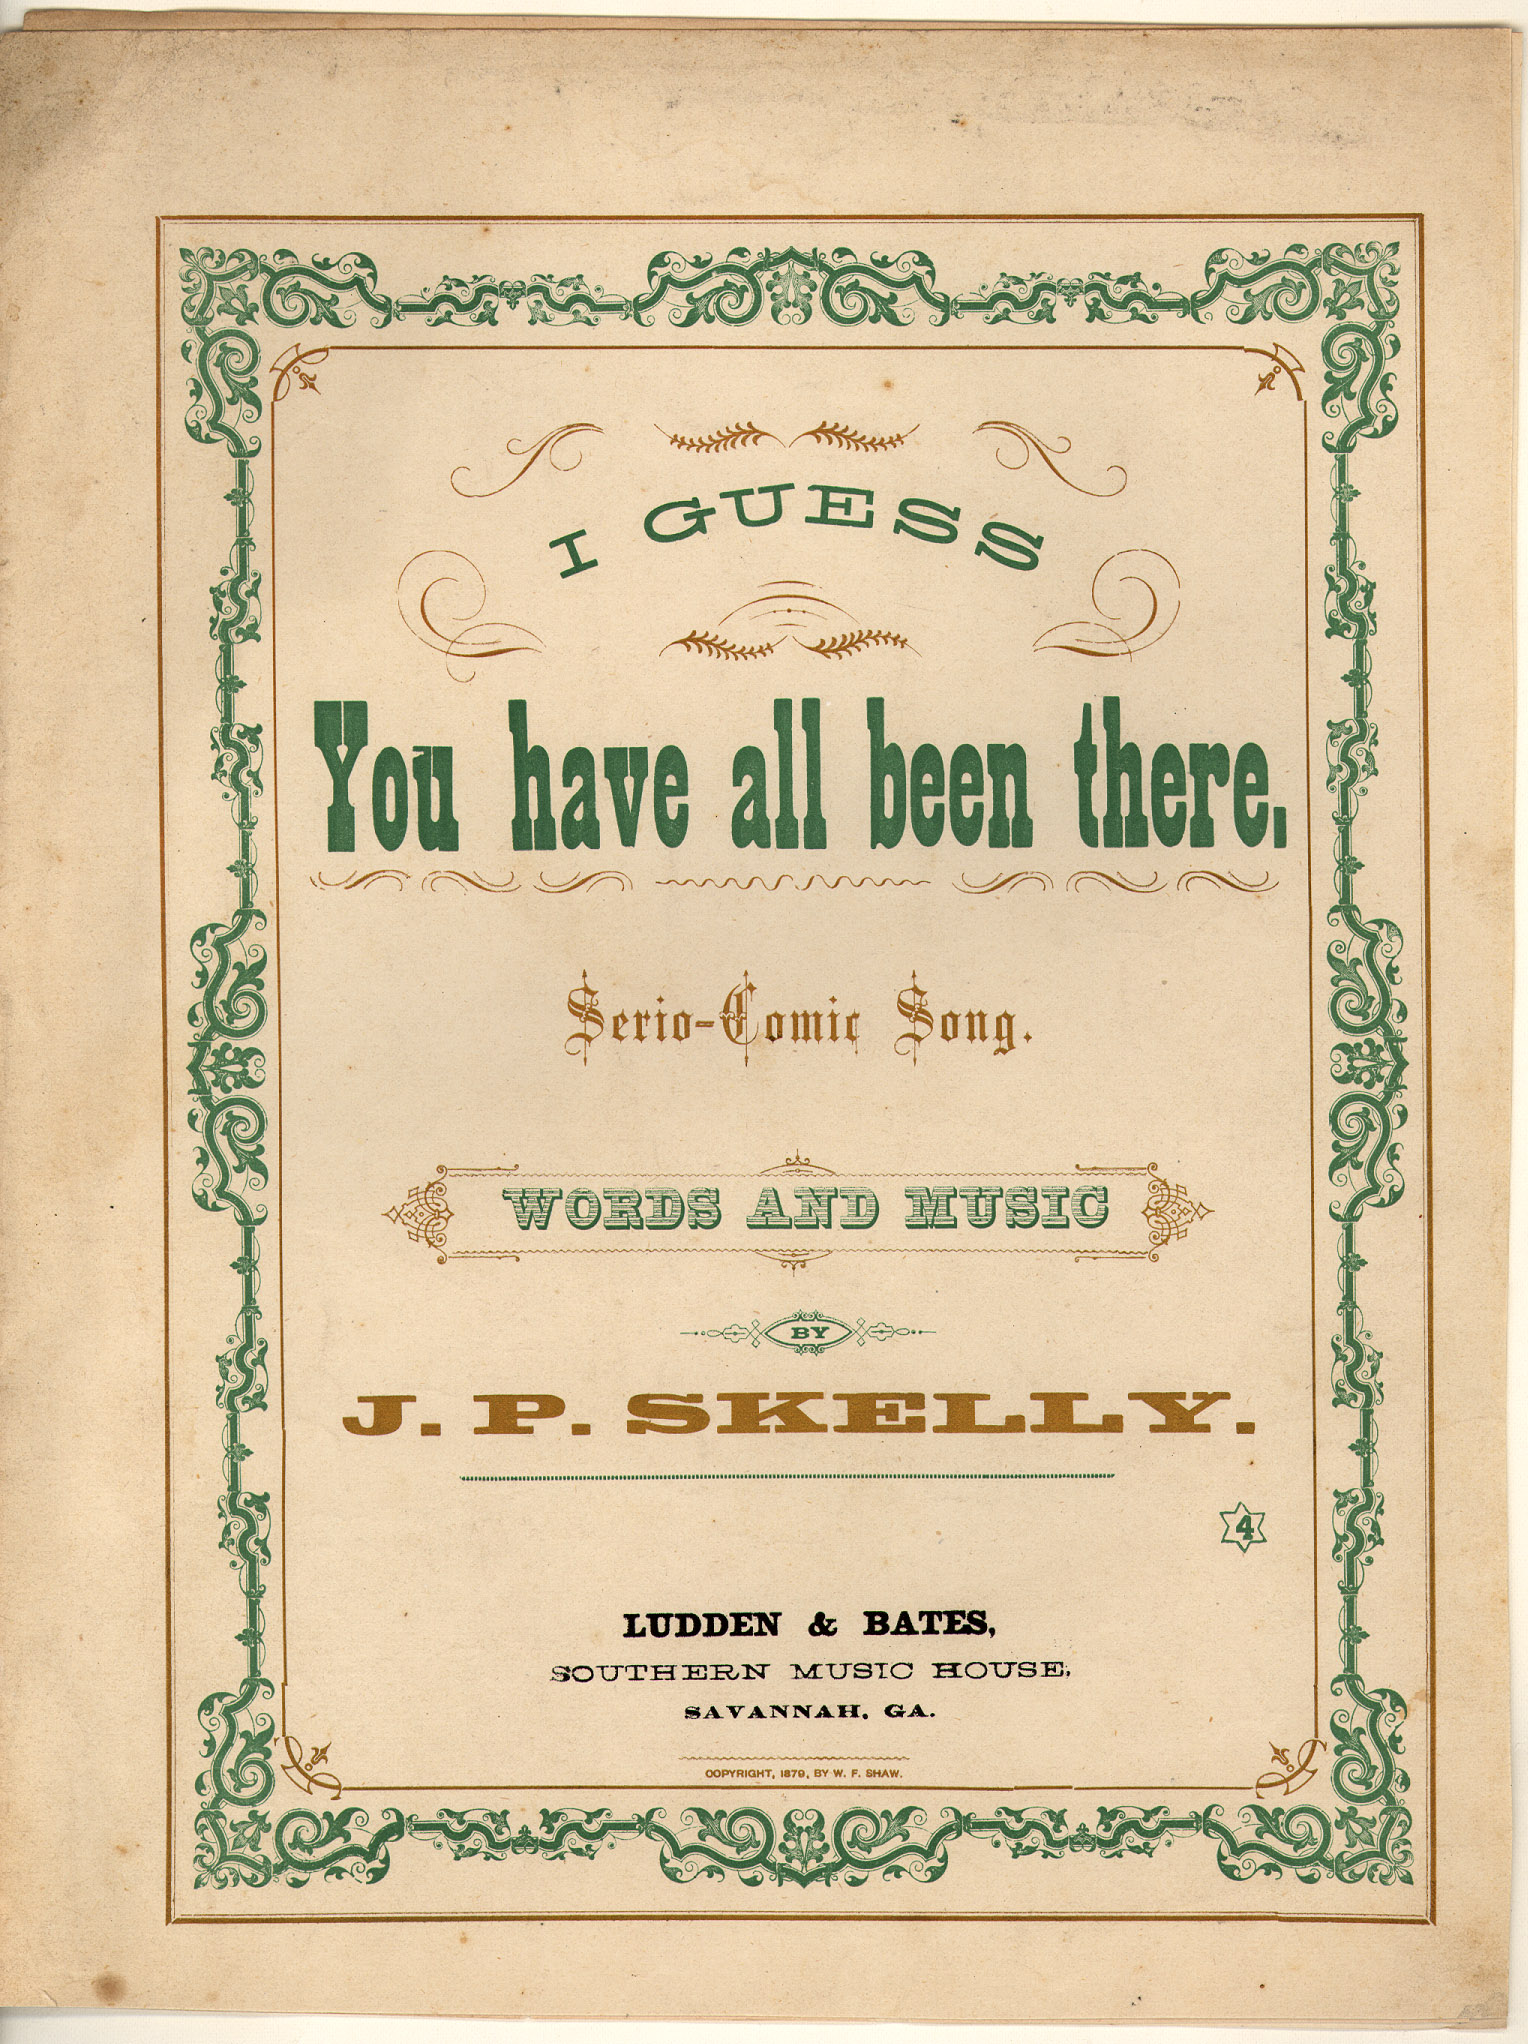 I GUESS
You have all been there.
Serio-Comic Song.
WORDS AND MUSIC
BY
J. P. SKELLY.
4
LUDDEN & BATES,
SOUTHERN MUSIC HOUSE,
SAVANNAH, GA.
COPYRIGHT, 1879, BY W. F. SHAW.